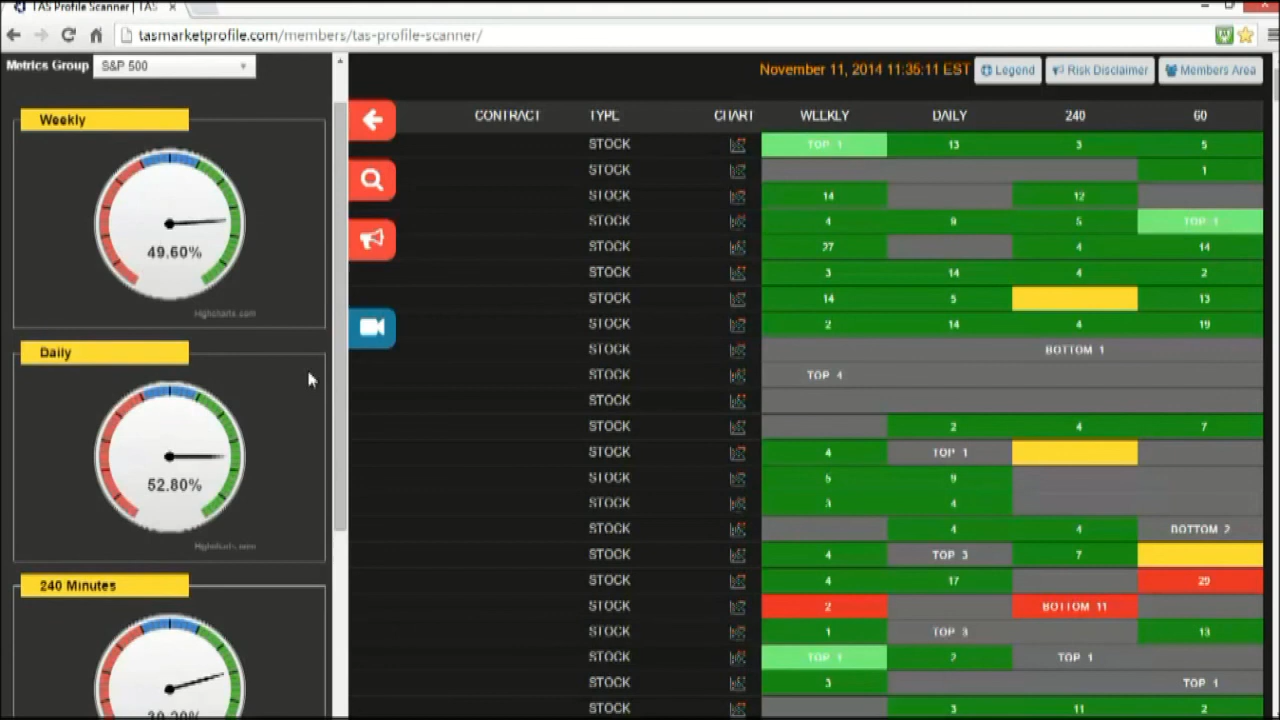 TAS Profile Scanner | TAS
tasmarketprofile.com/members/tas-profile-scanner/
Metrics Group S&P 500
November 11, 2014 11:35:11 EST Legend Risk Disclaimer Members Area
Weekly
49.60%
Highcharts.com
Daily
52.80%
Highcharts.com
240 Minutes
CONTRACT TYPE CHART WEEKLY DAILY 240 60
STOCK TOP 1 13 3 5
STOCK 1
STOCK 14 12
STOCK 4 9 5 TOP 1
STOCK 27 4 14
STOCK 3 14 4 2
STOCK 14 5 13
STOCK 2 14 4 19
STOCK BOTTOM 1
STOCK TOP 4
STOCK
STOCK 2 4 7
STOCK 4 TOP 1
STOCK 5 9
STOCK 3 4
STOCK 4 4 BOTTOM 2
STOCK 4 TOP 3 7
STOCK 4 17 29
STOCK 2 BOTTOM 11
STOCK 1 TOP 3 13
STOCK TOP 1 2 TOP 1
STOCK 3 TOP 1
STOCK 3 11 2